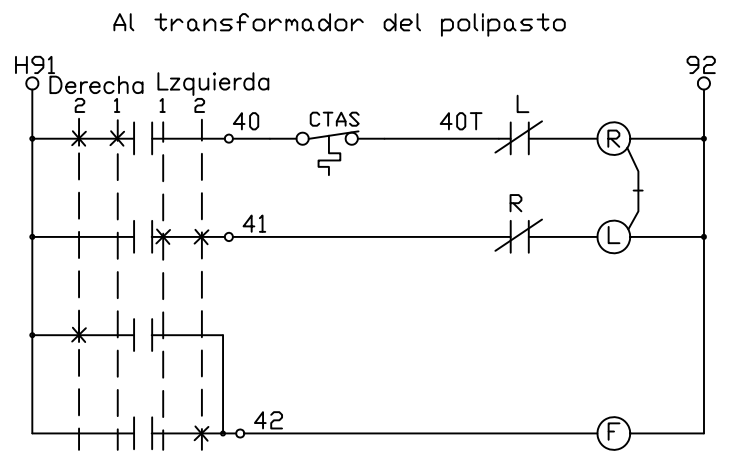 Al transformador del polipasto
H91 92
Derecha Lzquierda
2 1 1 2
40 CTAS 40T L R
41 R L
42 F